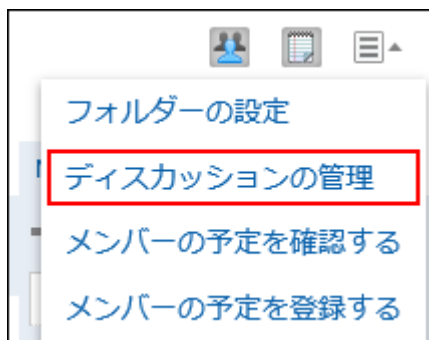 フォルダーの設定
ディスカッションの管理
メンバーの予定を確認する
メンバーの予定を登録する